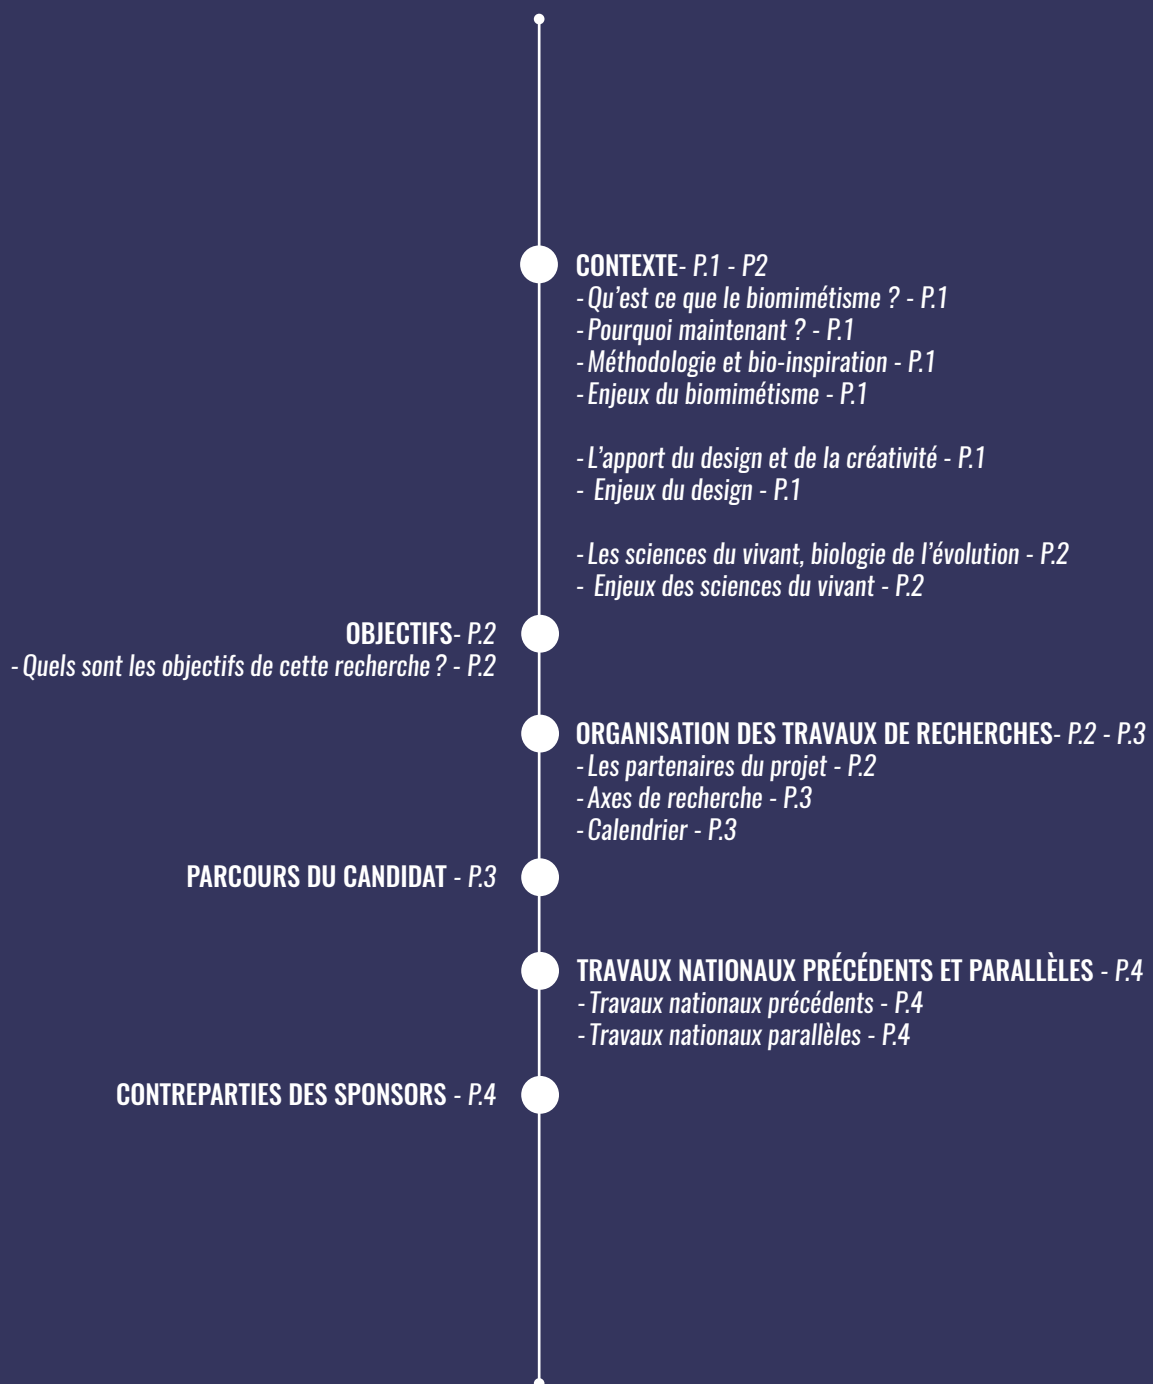 CONTEXTE- P.1 - P2
- Qu’est ce que le biomimétisme ? - P.1
- Pourquoi maintenant ? - P.1
- Méthodologie et bio-inspiration - P.1
- Enjeux du biomimétisme - P.1
- L’apport du design et de la créativité - P.1
- Enjeux du design - P.1
- Les sciences du vivant, biologie de l’évolution - P.2
- Enjeux des sciences du vivant - P.2
OBJECTIFS- P.2
- Quels sont les objectifs de cette recherche ? - P.2
ORGANISATION DES TRAVAUX DE RECHERCHES- P.2 - P.3
- Les partenaires du projet - P.2
- Axes de recherche - P.3
- Calendrier - P.3
PARCOURS DU CANDIDAT - P.3
TRAVAUX NATIONAUX PRÉCÉDENTS ET PARALLÈLES - P.4
- Travaux nationaux précédents - P.4
- Travaux nationaux parallèles - P.4
CONTREPARTIES DES SPONSORS - P.4